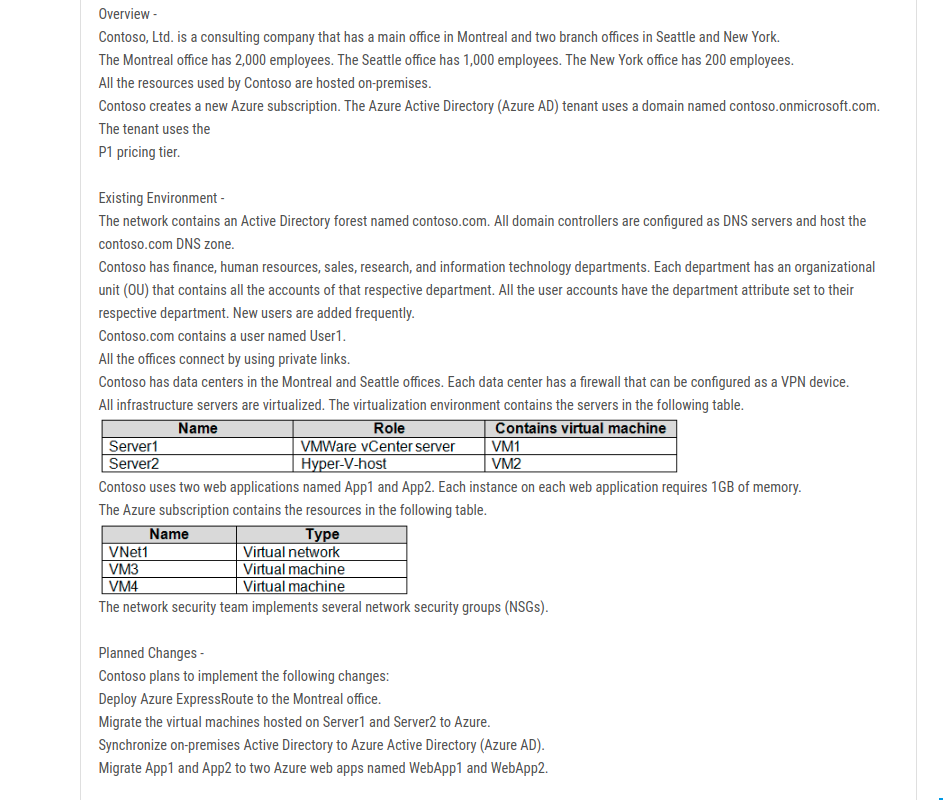 Overview -
Contoso, Ltd. is a consulting company that has a main office in Montreal and two branch offices in Seattle and New York.
The Montreal office has 2,000 employees. The Seattle office has 1,000 employees. The New York office has 200 employees.
All the resources used by Contoso are hosted on-premises.
Contoso creates a new Azure subscription. The Azure Active Directory (Azure AD) tenant uses a domain named contoso.onmicrosoft.com.
The tenant uses the
P1 pricing tier.
Existing Environment -
The network contains an Active Directory forest named contoso.com. All domain controllers are configured as DNS servers and host the
contoso.com DNS zone.
Contoso has finance, human resources, sales, research, and information technology departments. Each department has an organizational
unit (OU) that contains all the accounts of that respective department. All the user accounts have the department attribute set to their
respective department. New users are added frequently.
Contoso.com contains a user named User1.
All the offices connect by using private links.
Contoso has data centers in the Montreal and Seattle offices. Each data center has a firewall that can be configured as a VPN device.
All infrastructure servers are virtualized. The virtualization environment contains the servers in the following table.
Name Role Contains virtual machine
Server1 VMWare vCenter server VM1
Server2 Hyper-V-host VM2
Contoso uses two web applications named App1 and App2. Each instance on each web application requires 1GB of memory.
The Azure subscription contains the resources in the following table.
Name Type
VNet1 Virtual network
VM3 Virtual machine
VM4 Virtual machine
The network security team implements several network security groups (NSGs).
Planned Changes -
Contoso plans to implement the following changes:
Deploy Azure ExpressRoute to the Montreal office.
Migrate the virtual machines hosted on Server1 and Server2 to Azure.
Synchronize on-premises Active Directory to Azure Active Directory (Azure AD).
Migrate App1 and App2 to two Azure web apps named WebApp1 and WebApp2.